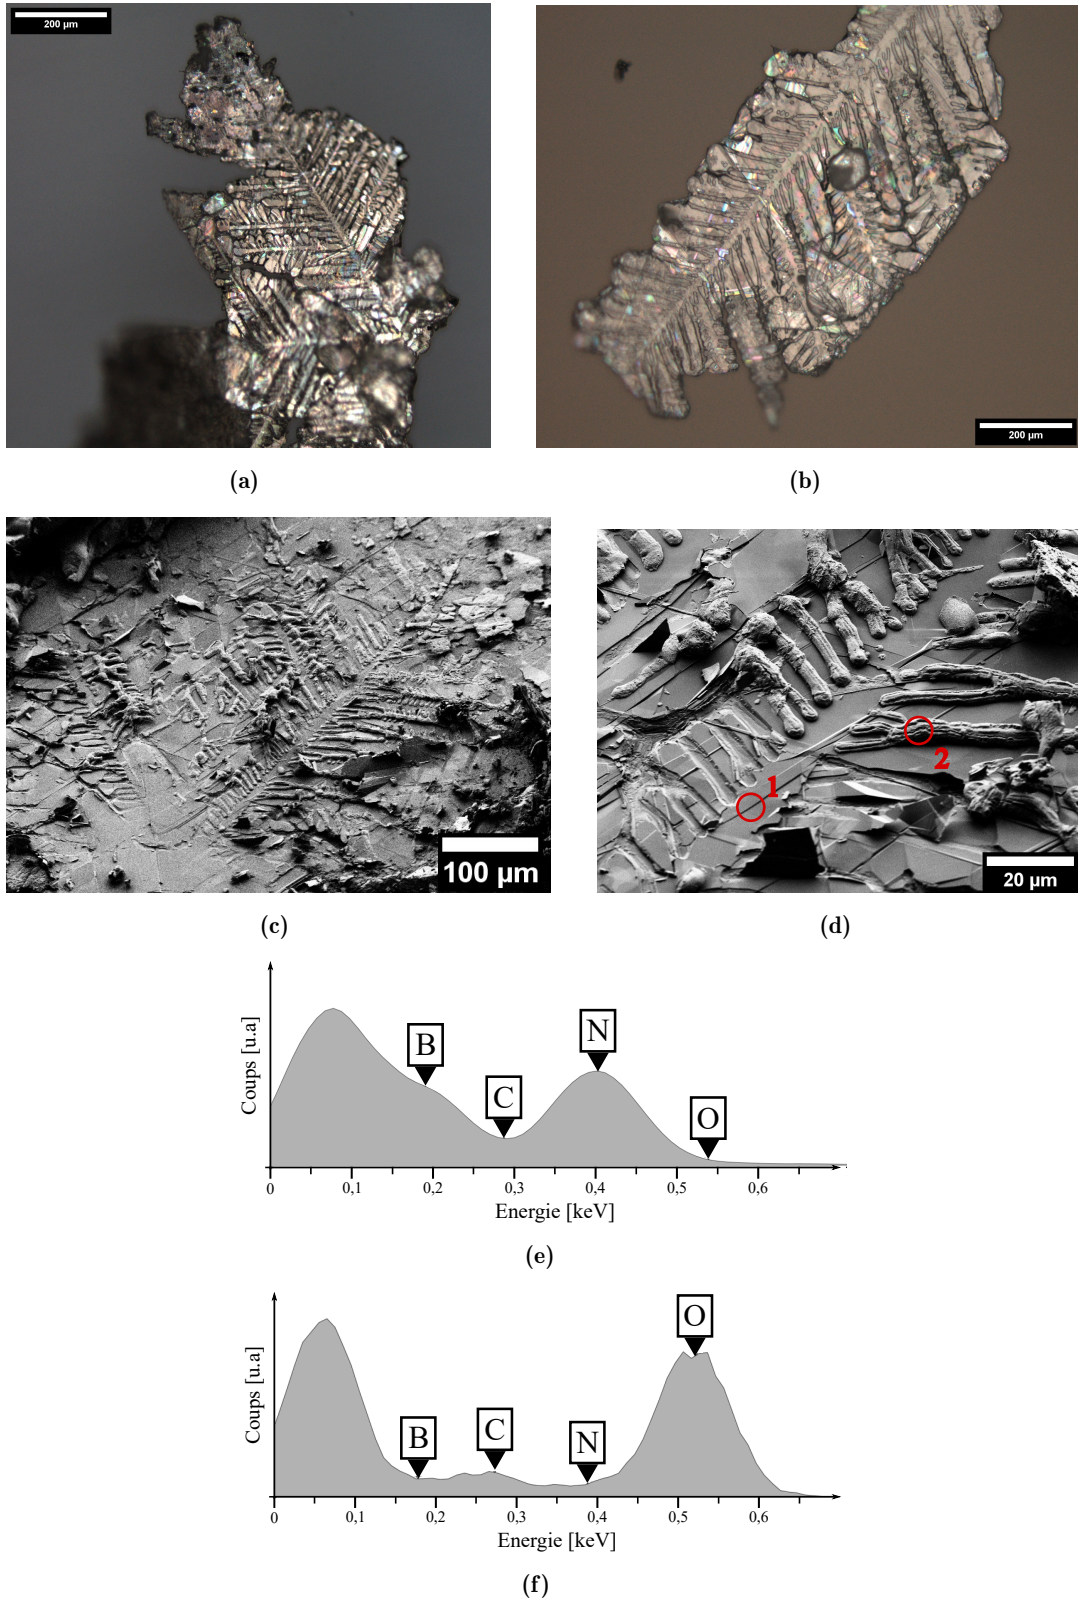 200 µm
200 µm
(a)
(b)
1
2
100 µm
20 µm
(c)
(d)
Coups [u.a]
B
C
N
O
0 0,1 0,2 0,3 0,4 0,5 0,6
Energie [keV]
(e)
Coups [u.a]
B
C
N
O
0 0,1 0,2 0,3 0,4 0,5 0,6
Energie [keV]
(f)